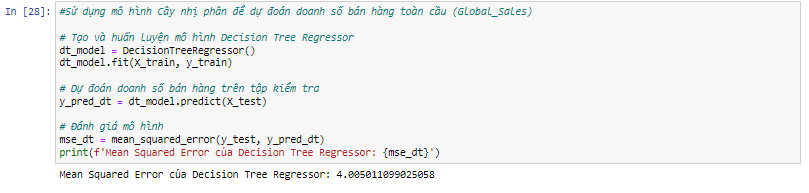 In [28]: #Sử dụng mô hình Cây nhị phân để dự đoán doanh số bán hàng toàn cầu (Global_Sales)
# Tạo và huấn luyện mô hình Decision Tree Regressor
dt_model = DecisionTreeRegressor()
dt_model.fit(X_train, y_train)
# Dự đoán doanh số bán hàng trên tập kiểm tra
y_pred_dt = dt_model.predict(X_test)
# Đánh giá mô hình
mse_dt = mean_squared_error(y_test, y_pred_dt)
print(f'Mean Squared Error của Decision Tree Regressor: {mse_dt}')
Mean Squared Error của Decision Tree Regressor: 4.005011099025058